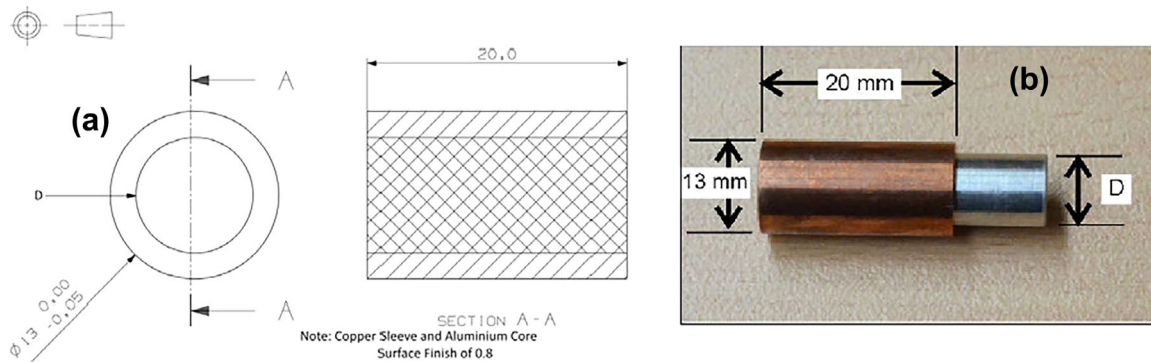 (a)
A
D
A
0,00
Ø13 -0,05
20,0
SECTION A-A
Note: Copper Sleeve and Aluminium Core
Surface Finish of 0.8
(b)
20 mm
13 mm
D